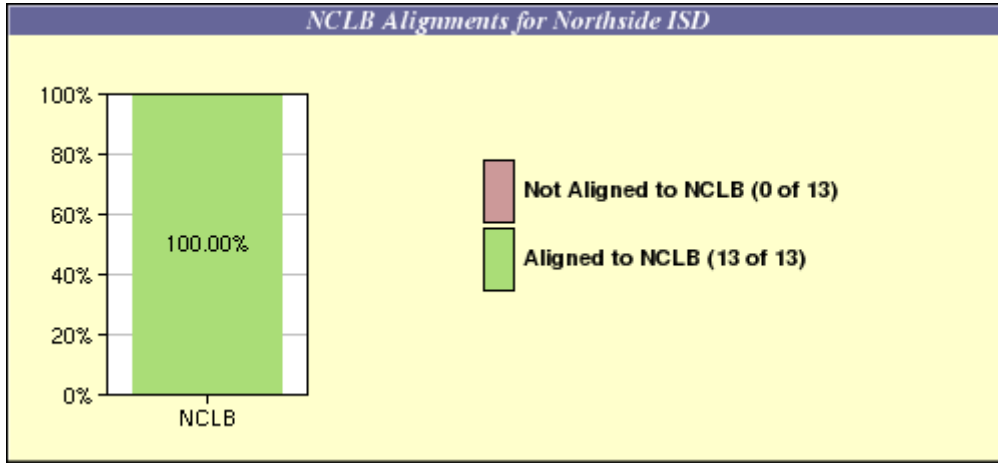 NCLB Alignments for Northside ISD
100%
80%
60%
40%
20%
0%
100.00%
NCLB
Not Aligned to NCLB (0 of 13)
Aligned to NCLB (13 of 13)